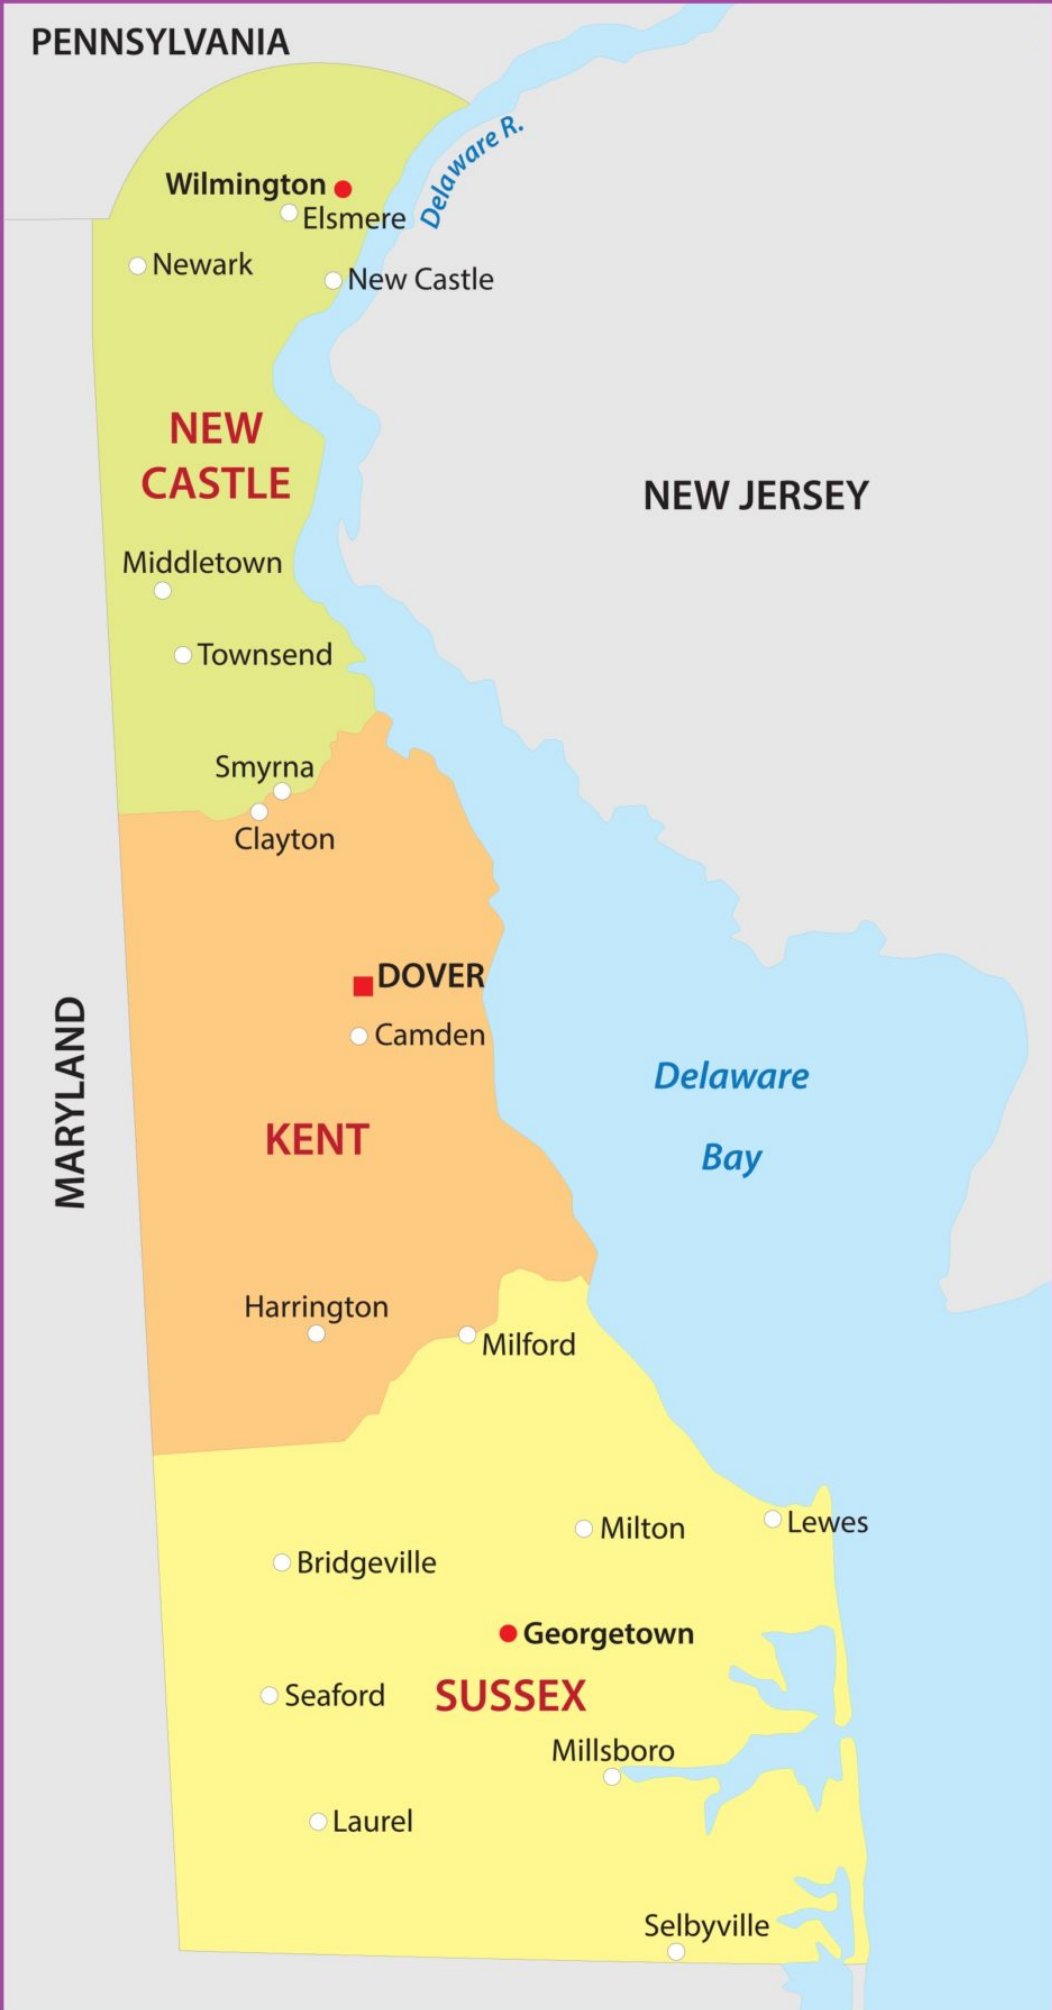 PENNSYLVANIA
Delaware R.
Wilmington
Elsmere
Newark
New Castle
NEW
CASTLE
NEW JERSEY
Middletown
Townsend
Smyrna
Clayton
DOVER
Camden
MARYLAND
Delaware
Bay
KENT
Harrington
Milford
Milton
Lewes
Bridgeville
Georgetown
Seaford
SUSSEX
Millsboro
Laurel
Selbyville